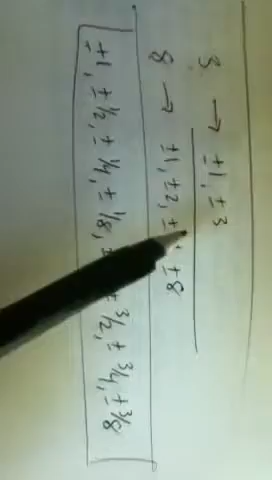 3 → ±1, ±3
8 → ±1, ±2, ± ±8
±1, ±1/2, ±1/4, ±1/8, ± ±3/2, ±3/4, ±3/8